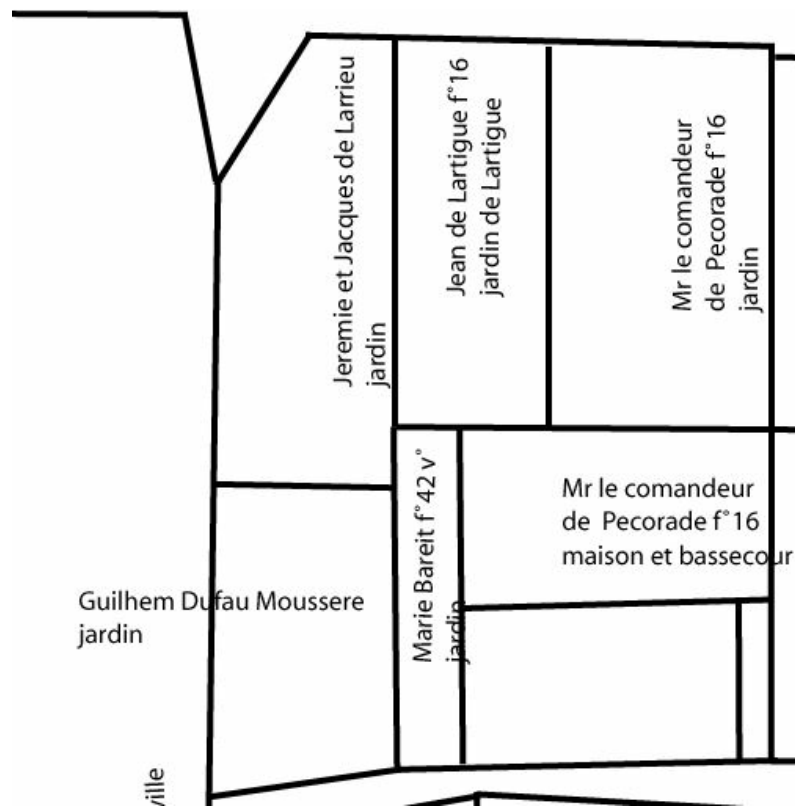 Jeremie et Jacques de Larrieu
jardin
Jean de Lartigue f°16
jardin de Lartigue
Mr le comandeur
de Pecorade f°16
jardin
Marie Bareit f°42 v°
jardin
Mr le comandeur
de Pecorade f°16
maison et bassecour
Guilhem Dufau Moussere
jardin
ville